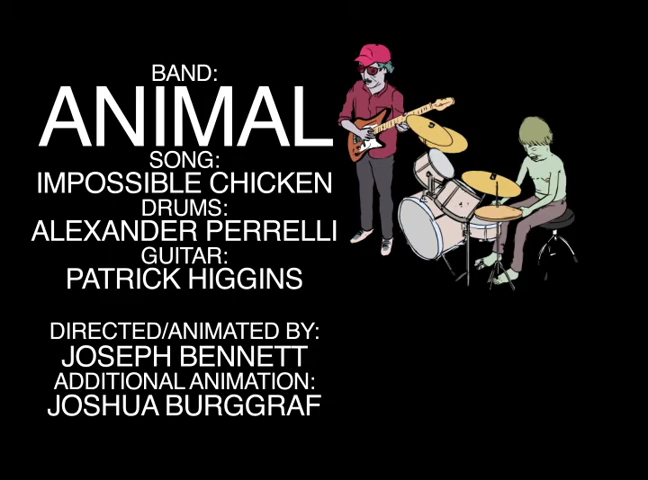 BAND:
ANIMAL
SONG:
IMPOSSIBLE CHICKEN
DRUMS:
ALEXANDER PERRELLI
GUITAR:
PATRICK HIGGINS
DIRECTED/ANIMATED BY:
JOSEPH BENNETT
ADDITIONAL ANIMATION:
JOSHUA BURGGRAF